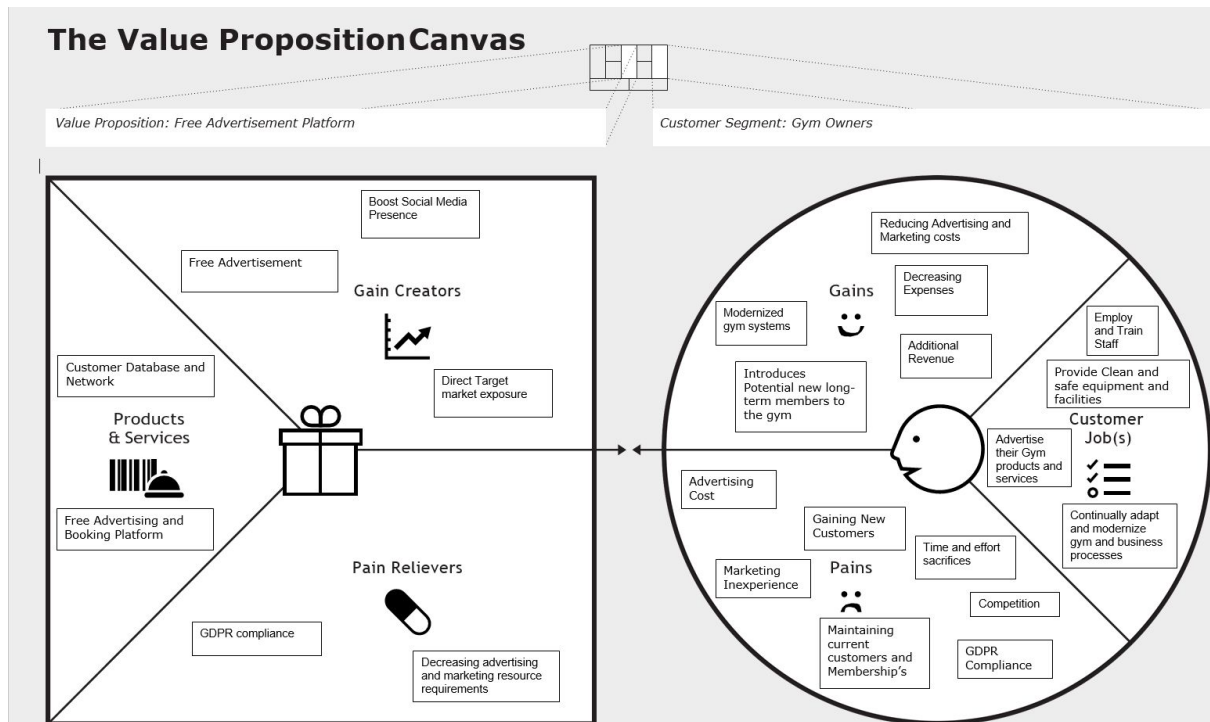 The Value Proposition Canvas
Value Proposition: Free Advertisement Platform
Customer Segment: Gym Owners
Boost Social Media
Presence
Free Advertisement
Gain Creators
Customer Database and
Network
Direct Target
market exposure
Products
& Services
Free Advertising and
Booking Platform
Pain Relievers
GDPR compliance
Decreasing advertising
and marketing resource
requirements
Reducing Advertising and
Marketing costs
Gains
Decreasing
Expenses
Modernized
gym systems
Additional
Revenue
Introduces
Potential new long-
term members to
the gym
Employ
and Train
Staff
Provide Clean and
safe equipment and
facilities
Customer
Job(s)
Advertise
their Gym
products and
services
Continually adapt
and modernize
gym and business
processes
Advertising
Cost
Gaining New
Customers
Time and effort
sacrifices
Marketing
Inexperience
Pains
Competition
Maintaining
current
customers and
Membership's
GDPR
Compliance